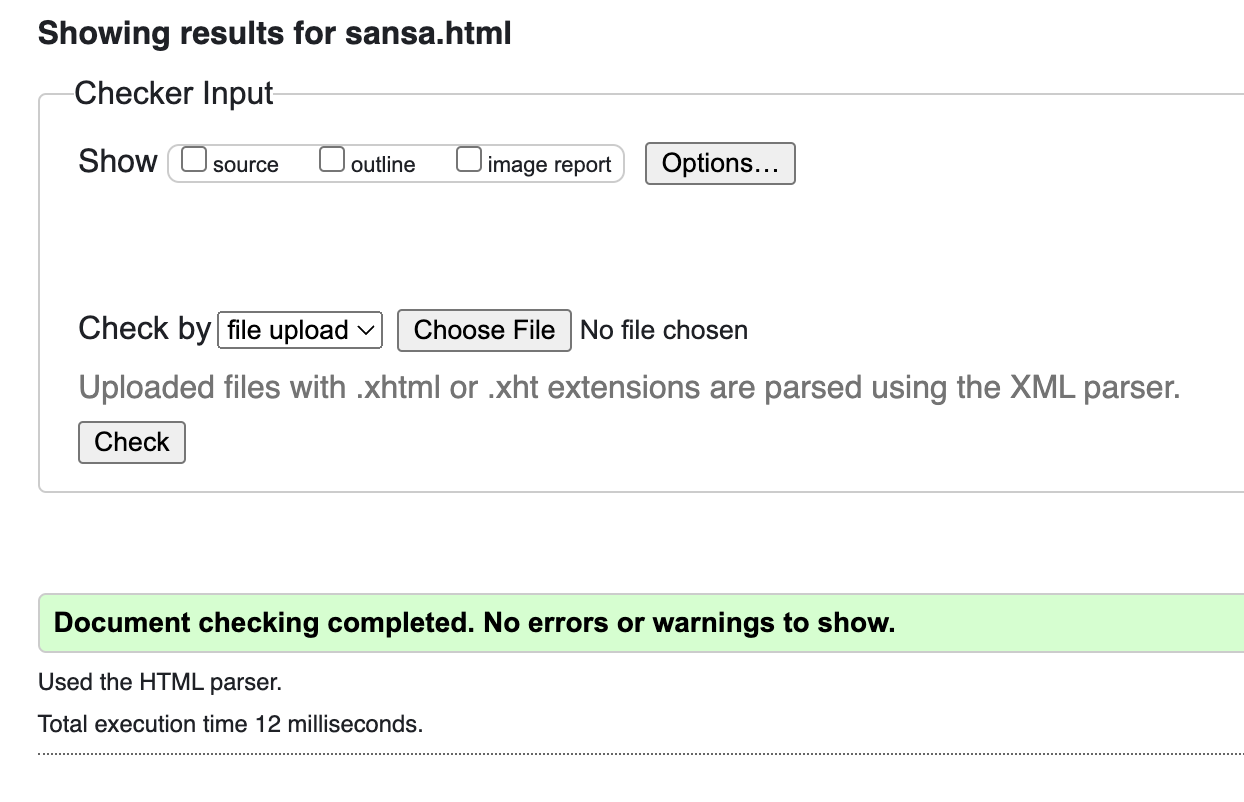 Showing results for sansa.html
Checker Input
Show source outline image report Options…
Check by file upload Choose File No file chosen
Uploaded files with .xhtml or .xht extensions are parsed using the XML parser.
Check
Document checking completed. No errors or warnings to show.
Used the HTML parser.
Total execution time 12 milliseconds.